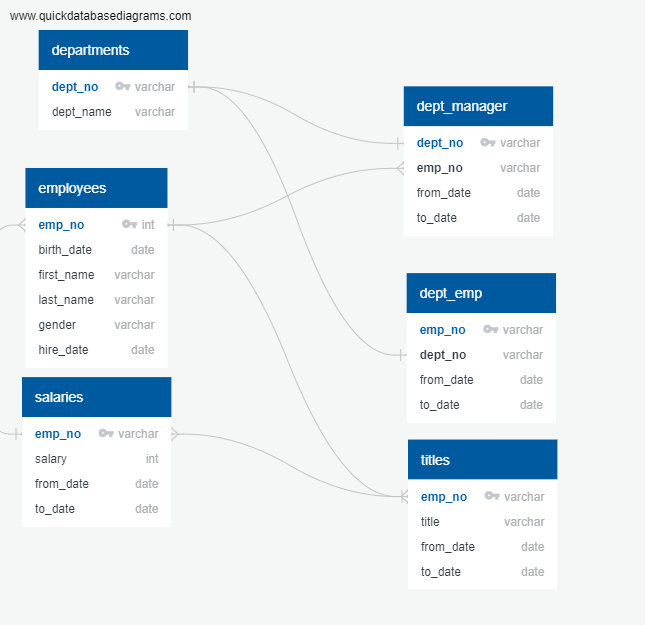 www.quickdatabasediagrams.com
departments
dept_no varchar
dept_name varchar
employees
emp_no int
birth_date date
first_name varchar
last_name varchar
gender varchar
hire_date date
salaries
emp_no varchar
salary int
from_date date
to_date date
dept_manager
dept_no varchar
emp_no varchar
from_date date
to_date date
dept_emp
emp_no varchar
dept_no varchar
from_date date
to_date date
titles
emp_no varchar
title varchar
from_date date
to_date date